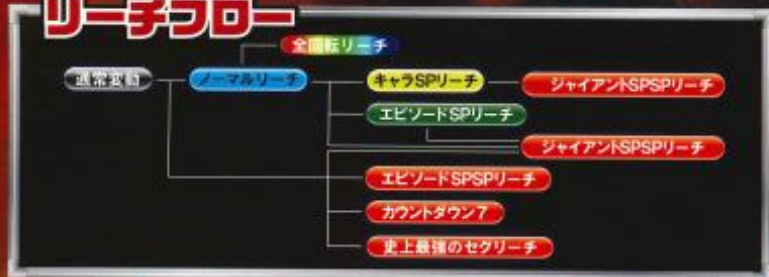 リーチフロー
全回転リーチ
通常変動
ノーマルリーチ
キャラSPリーチ
ジャイアントSPSPリーチ
エピソードSPリーチ
ジャイアントSPSPリーチ
エピソードSPSPリーチ
カウントダウン7
史上最強のセグリーチ